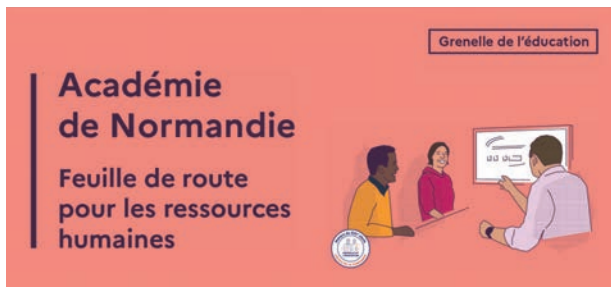 Grenelle de l'éducation
Académie
de Normandie
Feuille de route
pour les ressources
humaines